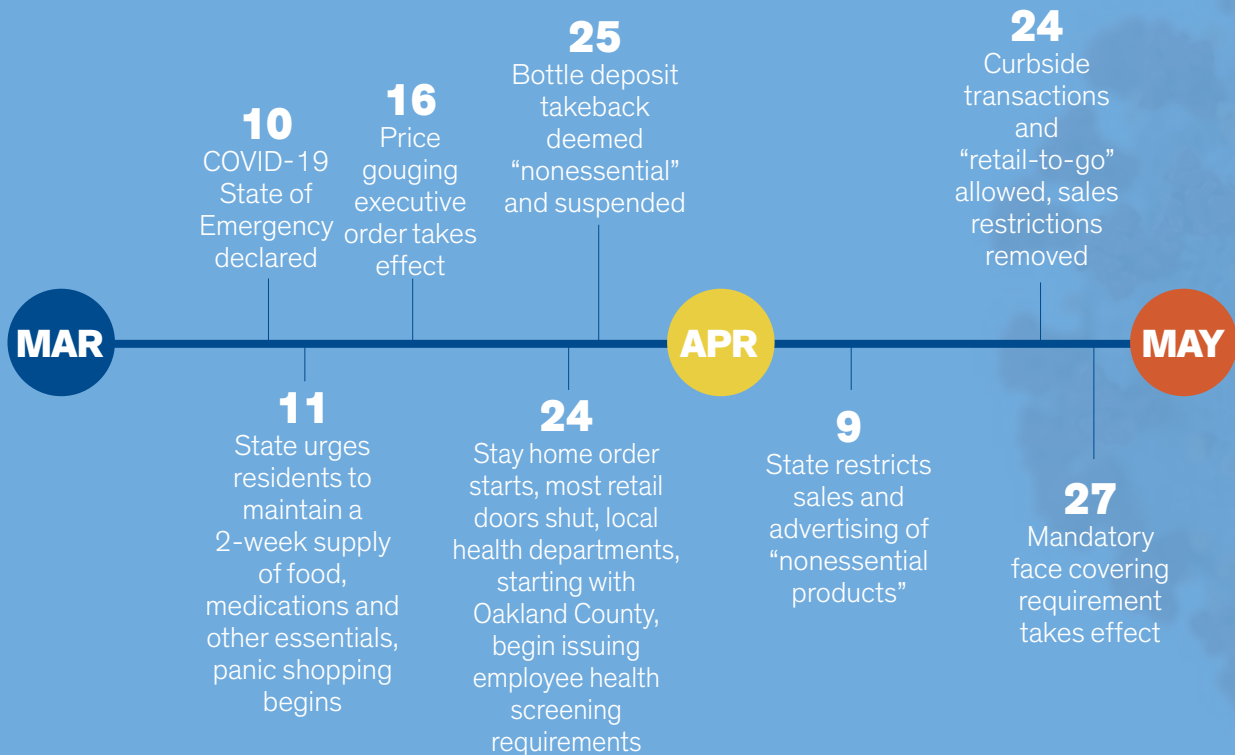 MAR
10
COVID-19
State of
Emergency
declared
11
State urges
residents to
maintain a
2-week supply
of food,
medications and
other essentials,
panic shopping
begins
16
Price
gouging
executive
order takes
effect
24
Stay home order
starts, most retail
doors shut, local
health departments,
starting with
Oakland County,
begin issuing
employee health
screening
requirements
25
Bottle deposit
takeback
deemed
“nonessential”
and suspended
APR
9
State restricts
sales and
advertising of
“nonessential
products”
24
Curbside
transactions
and
“retail-to-go”
allowed, sales
restrictions
removed
27
Mandatory
face covering
requirement
takes effect
MAY